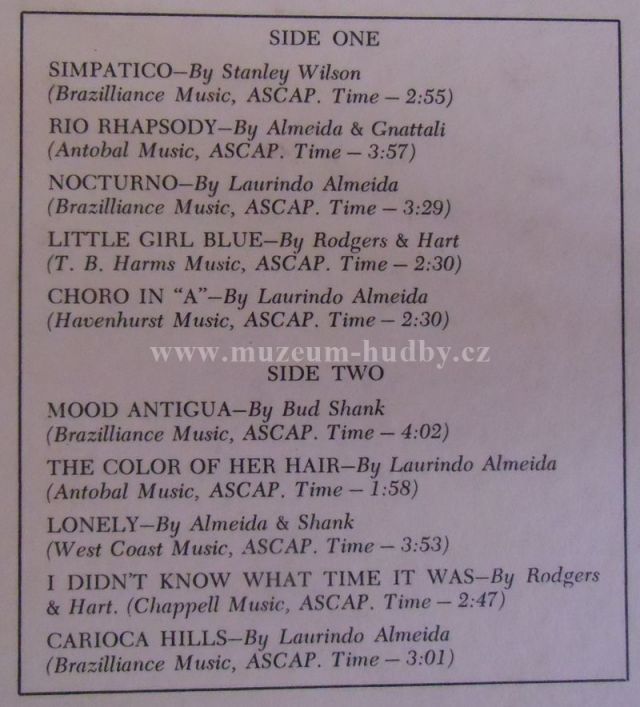 SIDE ONE
SIMPATICO—By Stanley Wilson
(Brazilliance Music, ASCAP. Time — 2:55)
RIO RHAPSODY—By Almeida & Gnattali
(Antobal Music, ASCAP. Time — 3:57)
NOCTURNO—By Laurindo Almeida
(Brazilliance Music, ASCAP. Time — 3:29)
LITTLE GIRL BLUE—By Rodgers & Hart
(T. B. Harms Music, ASCAP. Time — 2:30)
CHORO IN “A”—By Laurindo Almeida
(Havenhurst Music, ASCAP. Time — 2:30)
www.muzeum-hudby.cz
SIDE TWO
MOOD ANTIGUA—By Bud Shank
(Brazilliance Music, ASCAP. Time — 4:02)
THE COLOR OF HER HAIR—By Laurindo Almeida
(Antobal Music, ASCAP. Time — 1:58)
LONELY—By Almeida & Shank
(West Coast Music, ASCAP. Time — 3:53)
I DIDN'T KNOW WHAT TIME IT WAS—By Rodgers
& Hart. (Chappell Music, ASCAP. Time — 2:47)
CARIOCA HILLS—By Laurindo Almeida
(Brazilliance Music, ASCAP. Time — 3:01)